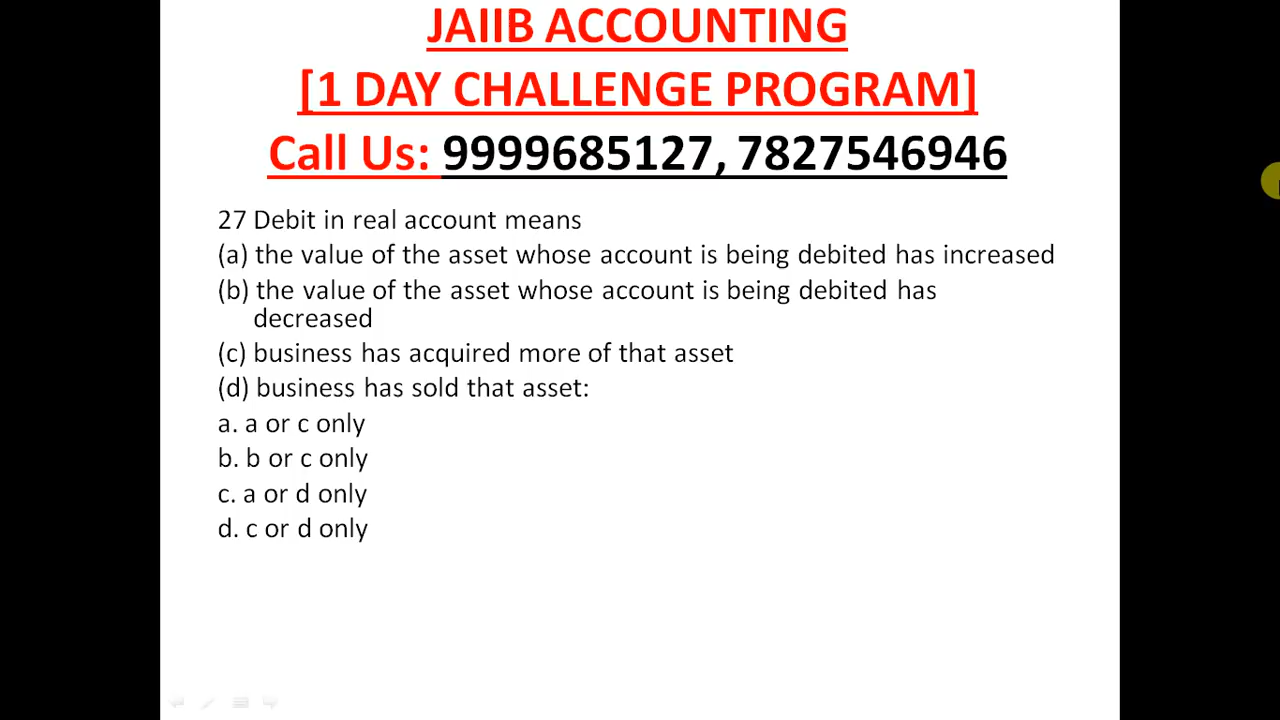 JAIIB ACCOUNTING
[1 DAY CHALLENGE PROGRAM]
Call Us: 9999685127, 7827546946
27 Debit in real account means
(a) the value of the asset whose account is being debited has increased
(b) the value of the asset whose account is being debited has
decreased
(c) business has acquired more of that asset
(d) business has sold that asset:
a. a or c only
b. b or c only
c. a or d only
d. c or d only